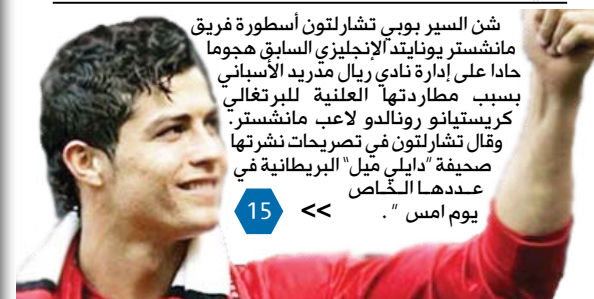 شن السير بوبي تشارلتون أسطورة فريق
مانشستر يونايتد الإنجليزي السابق هجوما
حادا على إدارة نادي ريال مدريد الأسباني
بسبب مطاردتها العلنية للبرتغالي
كريستيانو رونالدو لاعب مانشستر.
وقال تشارلتون في تصريحات نشرتها
صحيفة "دايلي ميل" البريطانية في
عـددهـا الـخـاص
يوم امس " . >> 15